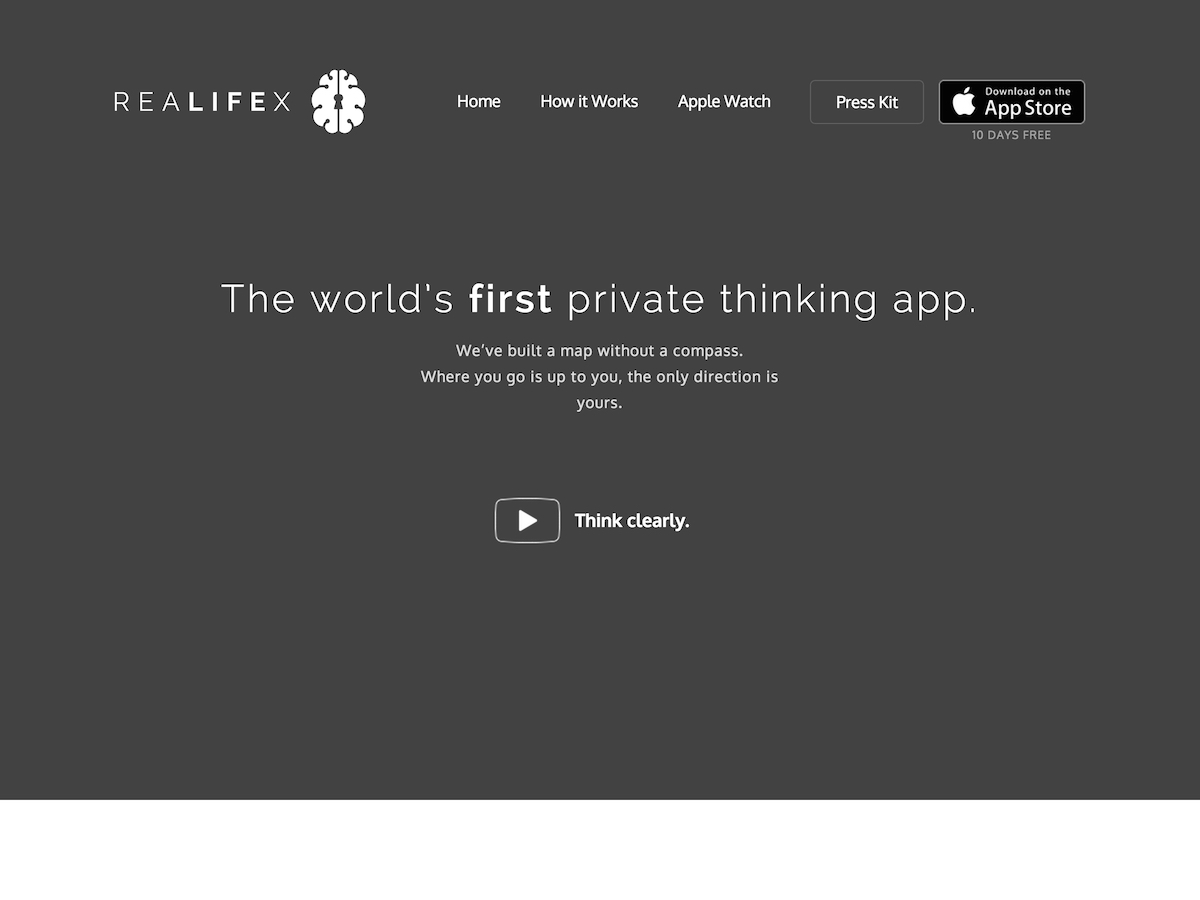 REALIFEX
Home
How it Works
Apple Watch
Press Kit
Download on the
App Store
10 DAYS FREE
The world’s first private thinking app.
We’ve built a map without a compass.
Where you go is up to you, the only direction is
yours.
Think clearly.